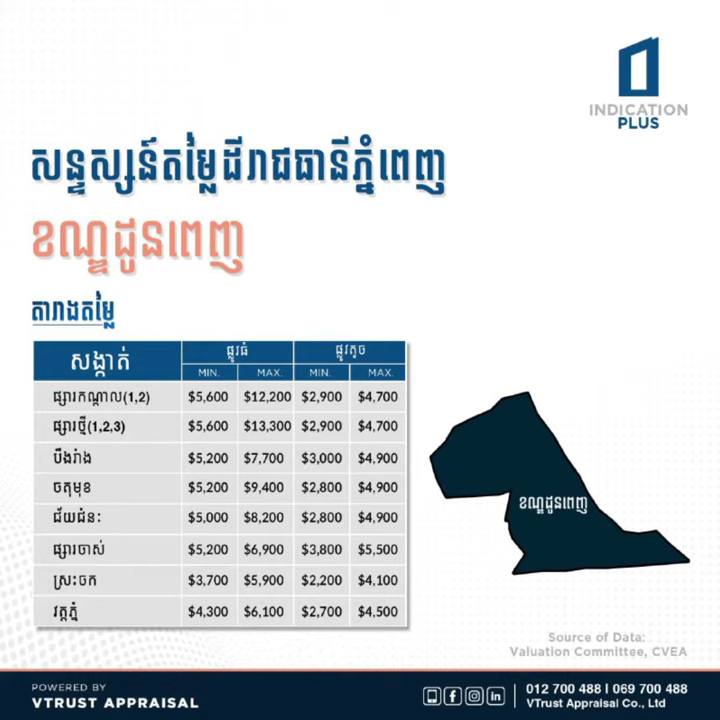 INDICATION
PLUS
សន្ទស្សន៍តម្លៃដីរាជធានីភ្នំពេញ
ខណ្ឌដូនពេញ
តារាងតម្លៃ
សង្កាត់ ផ្លូវធំ ផ្លូវតូច
MIN. MAX. MIN. MAX.
ផ្សារកណ្តាល(1,2) $5,600 $12,200 $2,900 $4,700
ផ្សារថ្មី(1,2,3) $5,600 $13,300 $2,900 $4,700
បឹងរ៉ាំង $5,200 $7,700 $3,000 $4,900
ចតុមុខ $5,200 $9,400 $2,800 $4,900
ជ័យជំនះ $5,000 $8,200 $2,800 $4,900
ផ្សារចាស់ $5,200 $6,900 $3,800 $5,500
ស្រះចក $3,700 $5,900 $2,200 $4,100
វត្តភ្នំ $4,300 $6,100 $2,700 $4,500
ខណ្ឌដូនពេញ
Source of Data:
Valuation Committee, CVEA
POWERED BY
VTRUST APPRAISAL
012 700 488 | 069 700 488
VTrust Appraisal Co., Ltd